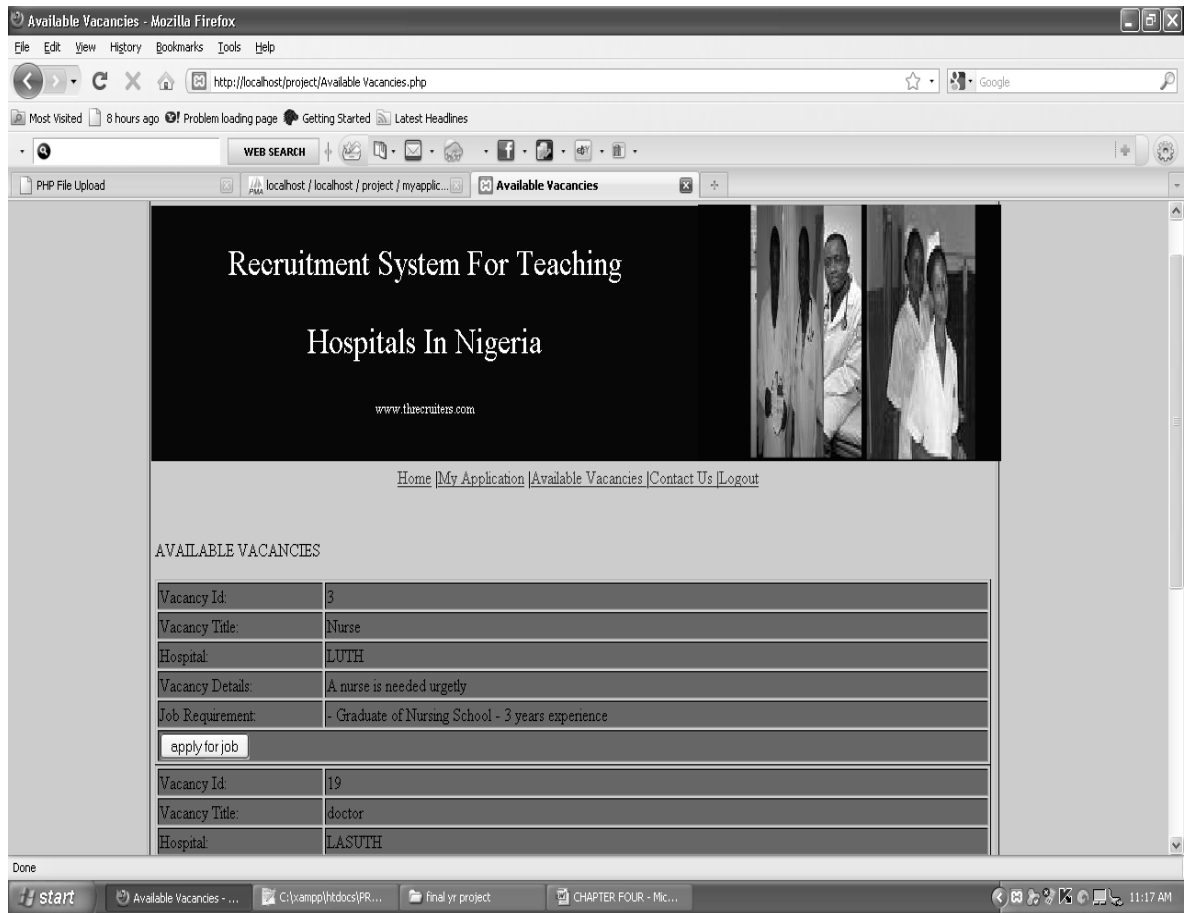 Available Vacancies - Mozilla Firefox
File Edit View History Bookmarks Tools Help
http://localhost/project/Available Vacancies.php
Google
Most Visited 8 hours ago Problem loading page Getting Started Latest Headlines
WEB SEARCH
PHP File Upload
localhost / localhost / project / myapplic...
Available Vacancies
Recruitment System For Teaching
Hospitals In Nigeria
www.threcruiters.com
Home |My Application |Available Vacancies |Contact Us |Logout
AVAILABLE VACANCIES
Vacancy Id: 3
Vacancy Title: Nurse
Hospital: LUTH
Vacancy Details: A nurse is needed urgetly
Job Requirement: - Graduate of Nursing School - 3 years experience
apply for job
Vacancy Id: 19
Vacancy Title: doctor
Hospital: LASUTH
Done
start Available Vacancies - ... C:\xampp\htdocs\PR... final yr project CHAPTER FOUR - Mic... 11:17 AM